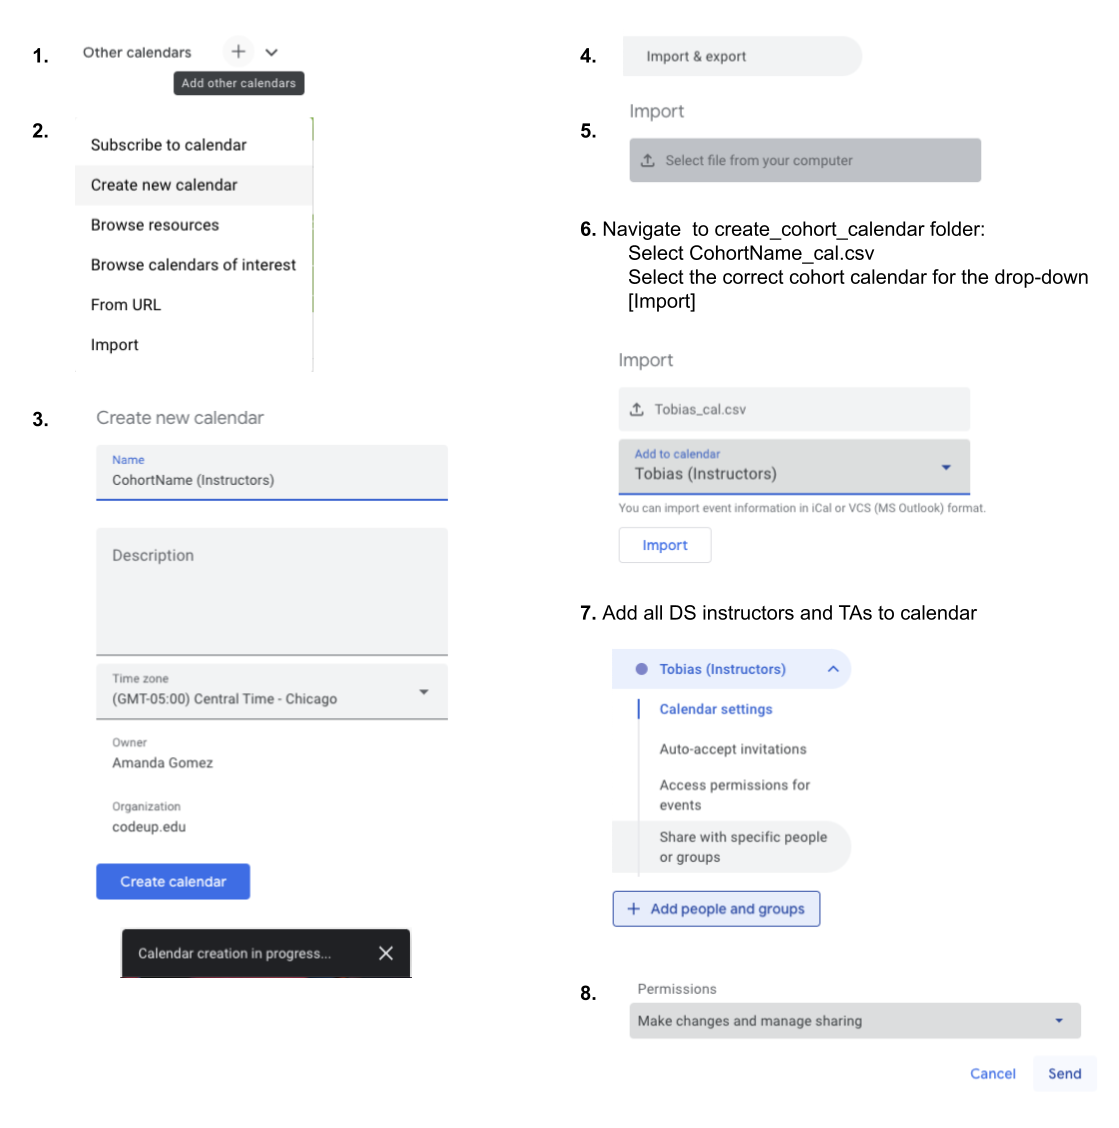 1. Other calendars
Add other calendars
2.
Subscribe to calendar
Create new calendar
Browse resources
Browse calendars of interest
From URL
Import
3. Create new calendar
Name
CohortName (Instructors)
Description
Time zone
(GMT-05:00) Central Time - Chicago
Owner
Amanda Gomez
Organization
codeup.edu
Create calendar
Calendar creation in progress...
4. Import & export
Import
5.
Select file from your computer
6. Navigate to create_cohort_calendar folder:
Select CohortName_cal.csv
Select the correct cohort calendar for the drop-down
[Import]
Import
Tobias_cal.csv
Add to calendar
Tobias (Instructors)
You can import event information in iCal or VCS (MS Outlook) format.
Import
7. Add all DS instructors and TAs to calendar
Tobias (Instructors)
Calendar settings
Auto-accept invitations
Access permissions for
events
Share with specific people
or groups
+ Add people and groups
8. Permissions
Make changes and manage sharing
Cancel Send